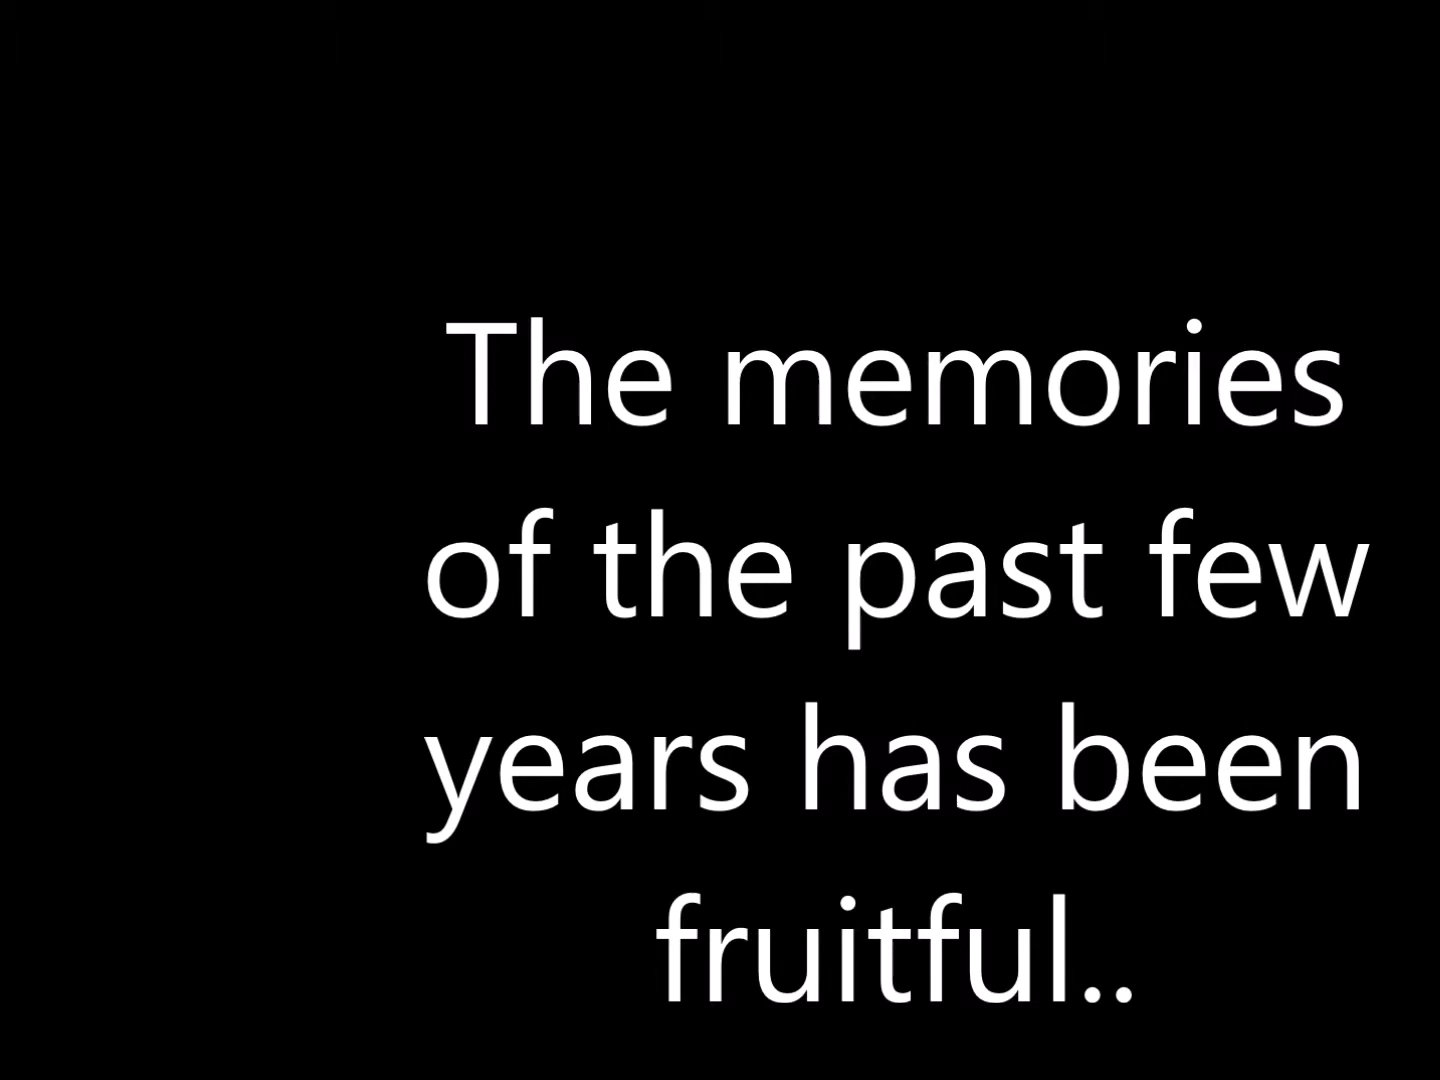 The memories
of the past few
years has been
fruitful..